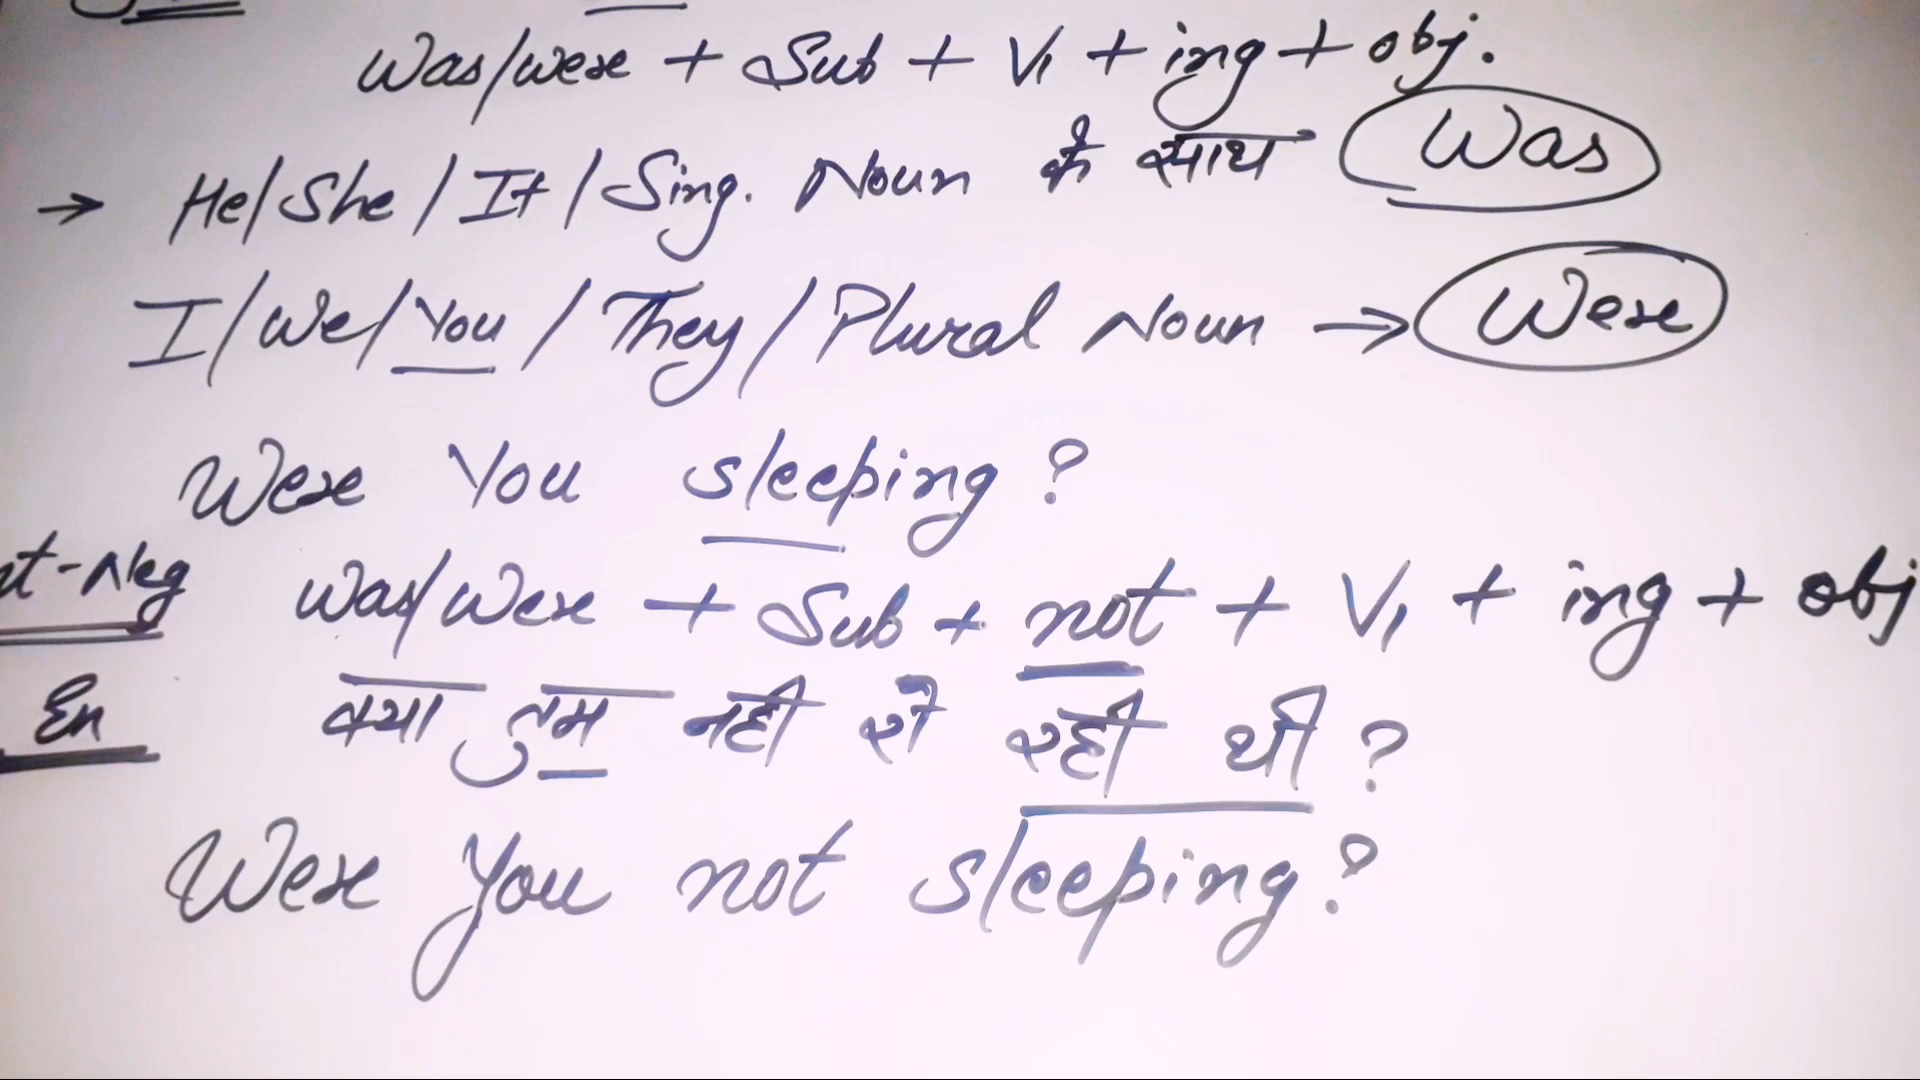 Was/were + Sub + V1 + ing + obj.
→ He/She/It/Sing. Noun के साथ Was
I/We/You/They/Plural Noun → Were
Were You sleeping?
t-Neg Was/Were + Sub + not + V1 + ing + obj
En क्या तुम नही सो रही थी ?
Were You not sleeping?